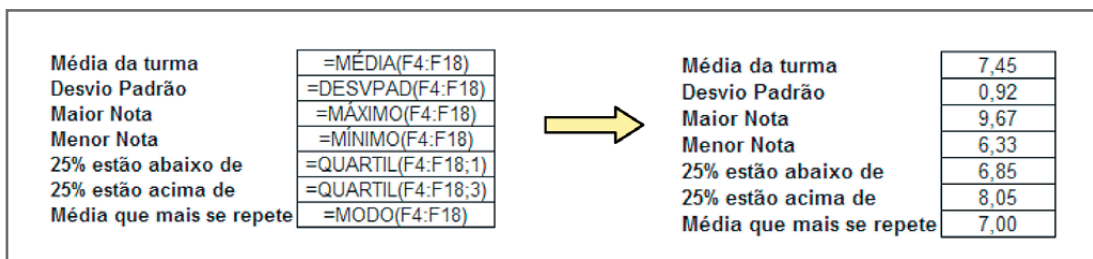 Média da turma =MÉDIA(F4:F18)
Desvio Padrão =DESVPAD(F4:F18)
Maior Nota =MÁXIMO(F4:F18)
Menor Nota =MÍNIMO(F4:F18)
25% estão abaixo de =QUARTIL(F4:F18;1)
25% estão acima de =QUARTIL(F4:F18;3)
Média que mais se repete =MODO(F4:F18)
Média da turma 7,45
Desvio Padrão 0,92
Maior Nota 9,67
Menor Nota 6,33
25% estão abaixo de 6,85
25% estão acima de 8,05
Média que mais se repete 7,00